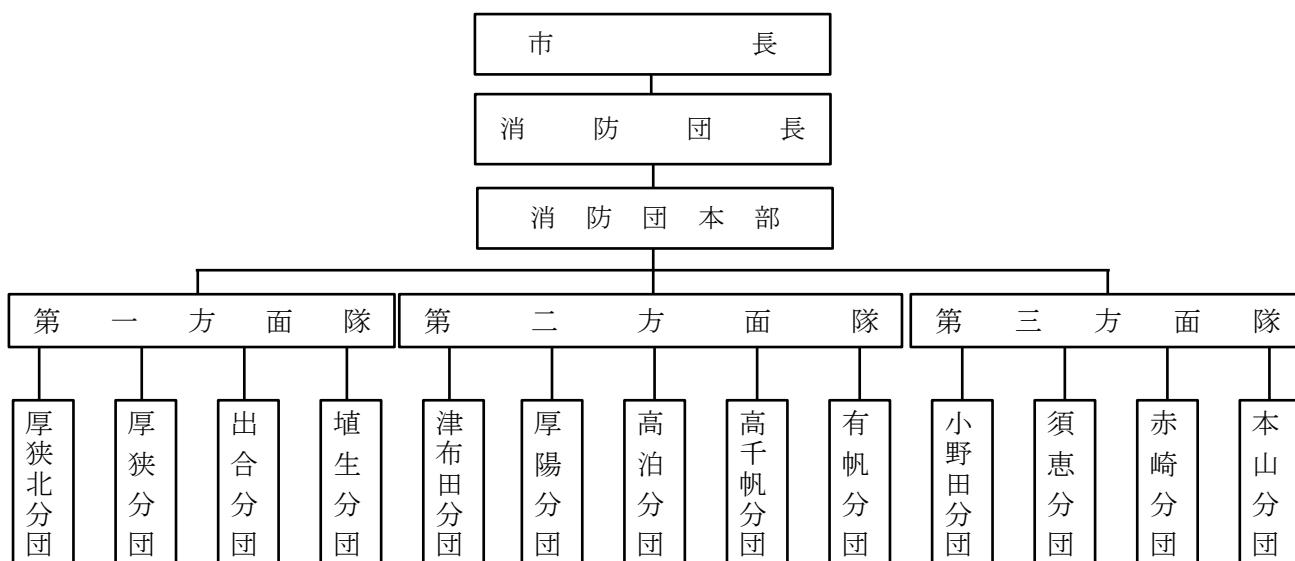 市長
消防団長
消防団本部
第一方面隊
第二方面隊
第三方面隊
厚狭北分団
厚狭分団
出合分団
埴生分団
津布田分団
厚陽分団
高泊分団
高千帆分団
有帆分団
小野田分団
須恵分団
赤崎分団
本山分団